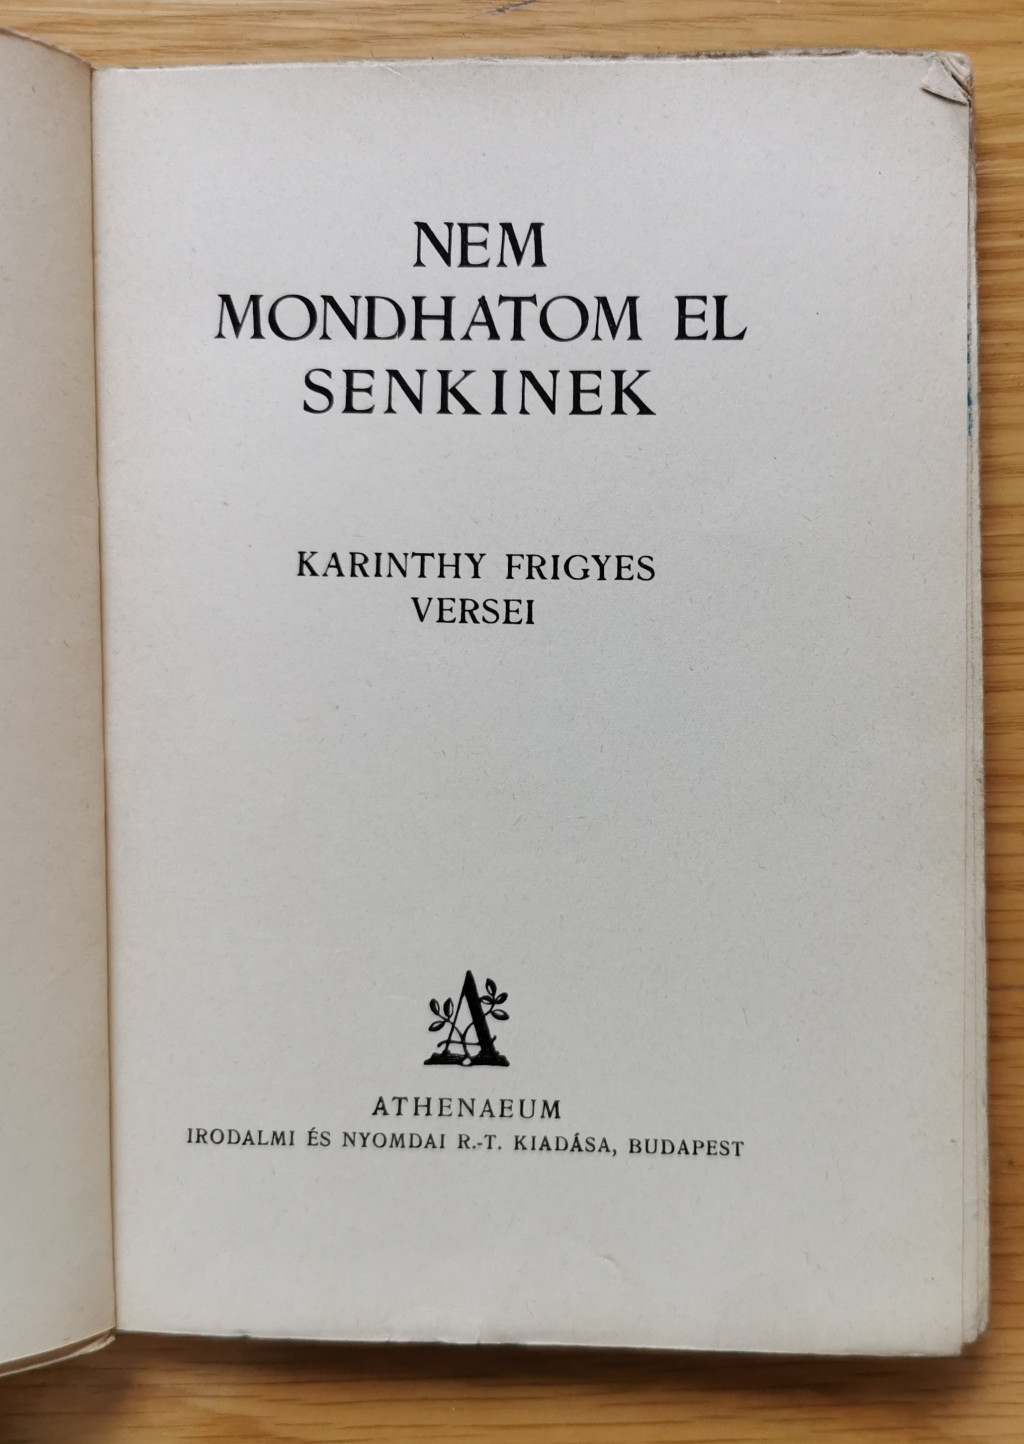 NEM
MONDHATOM EL
SENKINEK
KARINTHY FRIGYES
VERSEI
A
ATHENAEUM
IRODALMI ÉS NYOMDAI R.-T. KIADÁSA, BUDAPEST